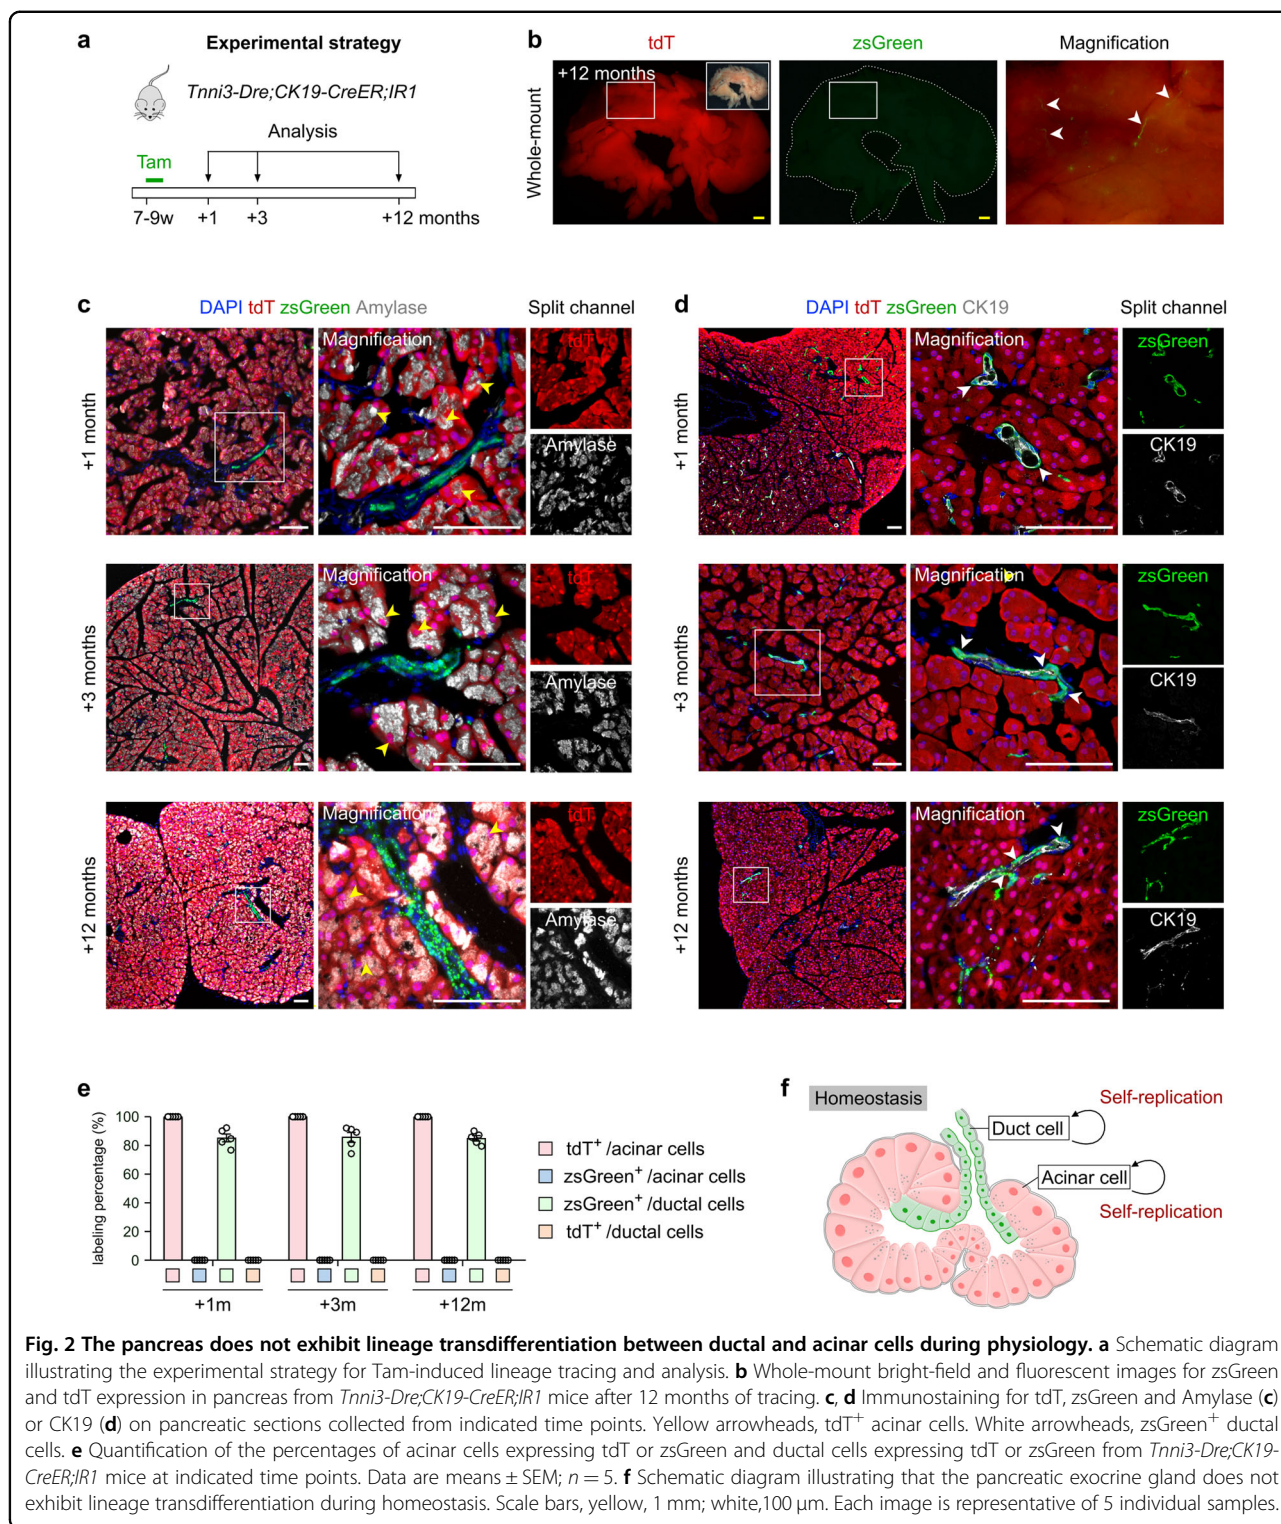 a
Experimental strategy
Tnni3-Dre;CK19-CreER;IR1
Analysis
Tam
7-9w +1 +3 +12 months
b
tdT zsGreen Magnification
Whole-mount
+12 months
c
DAPI tdT zsGreen Amylase Split channel
+1 month
Magnification
tdT
Amylase
+3 months
Magnification
tdT
Amylase
+12 months
Magnification
tdT
Amylase
d
DAPI tdT zsGreen CK19 Split channel
+1 month
Magnification
zsGreen
CK19
+3 months
Magnification
zsGreen
CK19
+12 months
Magnification
zsGreen
CK19
e
labeling percentage (%)
100
80
60
40
20
0
+1m +3m +12m
tdT⁺/acinar cells
zsGreen⁺/acinar cells
zsGreen⁺/ductal cells
tdT⁺/ductal cells
f
Homeostasis
Self-replication
Duct cell
Acinar cell
Self-replication
Fig. 2 The pancreas does not exhibit lineage transdifferentiation between ductal and acinar cells during physiology. a Schematic diagram
illustrating the experimental strategy for Tam-induced lineage tracing and analysis. b Whole-mount bright-field and fluorescent images for zsGreen
and tdT expression in pancreas from Tnni3-Dre;CK19-CreER;IR1 mice after 12 months of tracing. c, d Immunostaining for tdT, zsGreen and Amylase (c)
or CK19 (d) on pancreatic sections collected from indicated time points. Yellow arrowheads, tdT⁺ acinar cells. White arrowheads, zsGreen⁺ ductal
cells. e Quantification of the percentages of acinar cells expressing tdT or zsGreen and ductal cells expressing tdT or zsGreen from Tnni3-Dre;CK19-
CreER;IR1 mice at indicated time points. Data are means ± SEM; n = 5. f Schematic diagram illustrating that the pancreatic exocrine gland does not
exhibit lineage transdifferentiation during homeostasis. Scale bars, yellow, 1 mm; white,100 μm. Each image is representative of 5 individual samples.